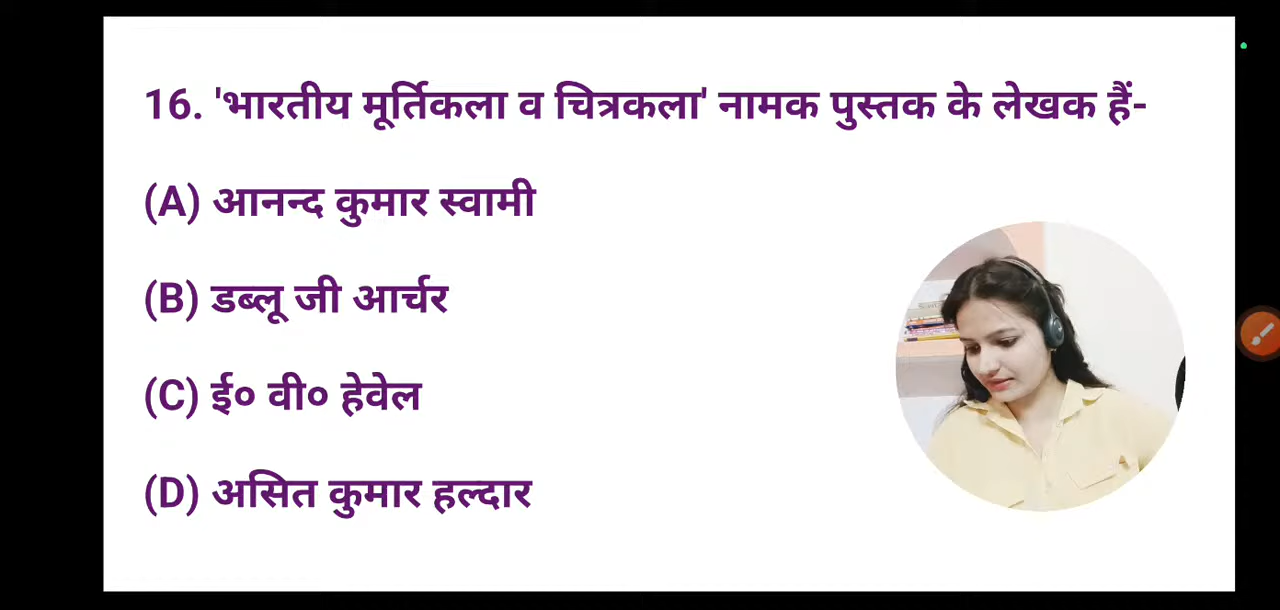 16. 'भारतीय मूर्तिकला व चित्रकला' नामक पुस्तक के लेखक हैं-
(A) आनन्द कुमार स्वामी
(B) डब्लू जी आर्चर
(C) ई० वी० हेवेल
(D) असित कुमार हल्दार